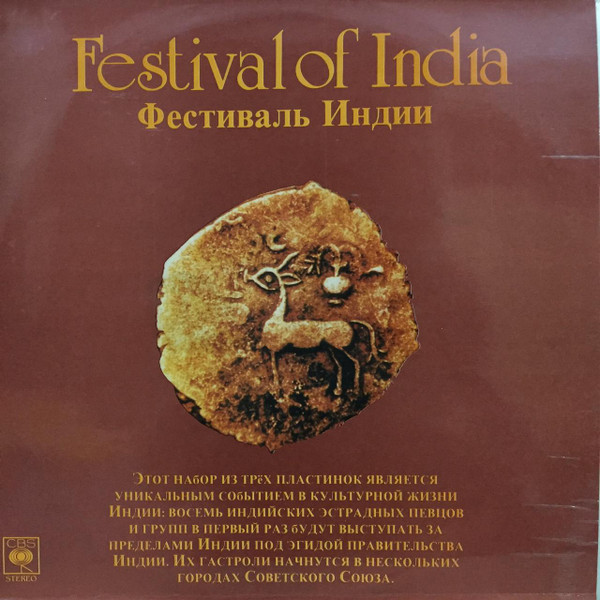 Festival of India
Фестиваль Индии
Этот набор из трёх пластинок является
уникальным событием в культурной жизни
Индии: восемь индийских эстрадных певцов
и групп в первый раз будут выступать за
пределами Индии под эгидой правительства
Индии. Их гастроли начнутся в нескольких
городах Советского Союза.
CBS
STEREO